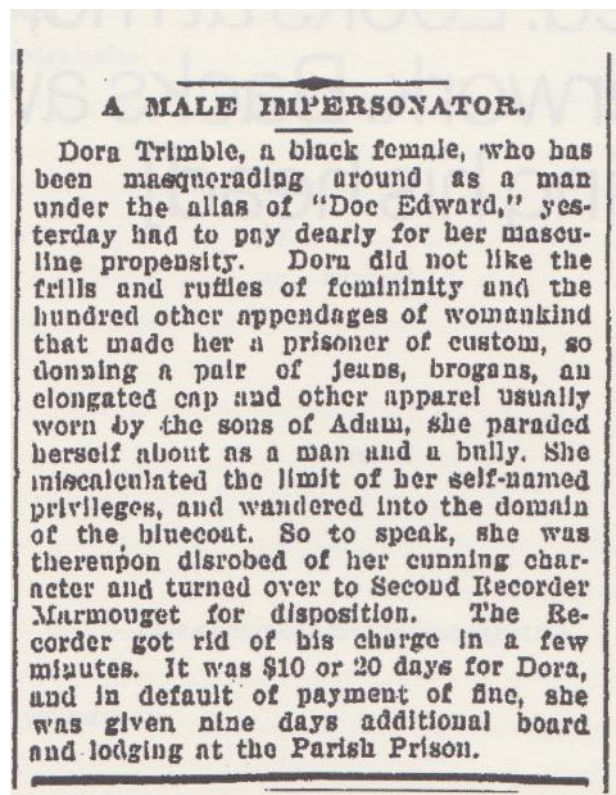 A MALE IMPERSONATOR.
Dora Trimble, a black female, who has
been masquerading around as a man
under the alias of "Doc Edward," yes-
terday had to pay dearly for her mascu-
line propensity. Dora did not like the
frills and ruffles of femininity and the
hundred other appendages of womankind
that made her a prisoner of custom, so
donning a pair of jeans, brogans, an
elongated cap and other apparel usually
worn by the sons of Adam, she paraded
herself about as a man and a bully. She
miscalculated the limit of her self-named
privileges, and wandered into the domain
of the bluecoat. So to speak, she was
thereupon disrobed of her cunning char-
acter and turned over to Second Recorder
Marmouget for disposition. The Re-
corder got rid of his charge in a few
minutes. It was $10 or 20 days for Dora,
and in default of payment of fine, she
was given nine days additional board
and lodging at the Parish Prison.